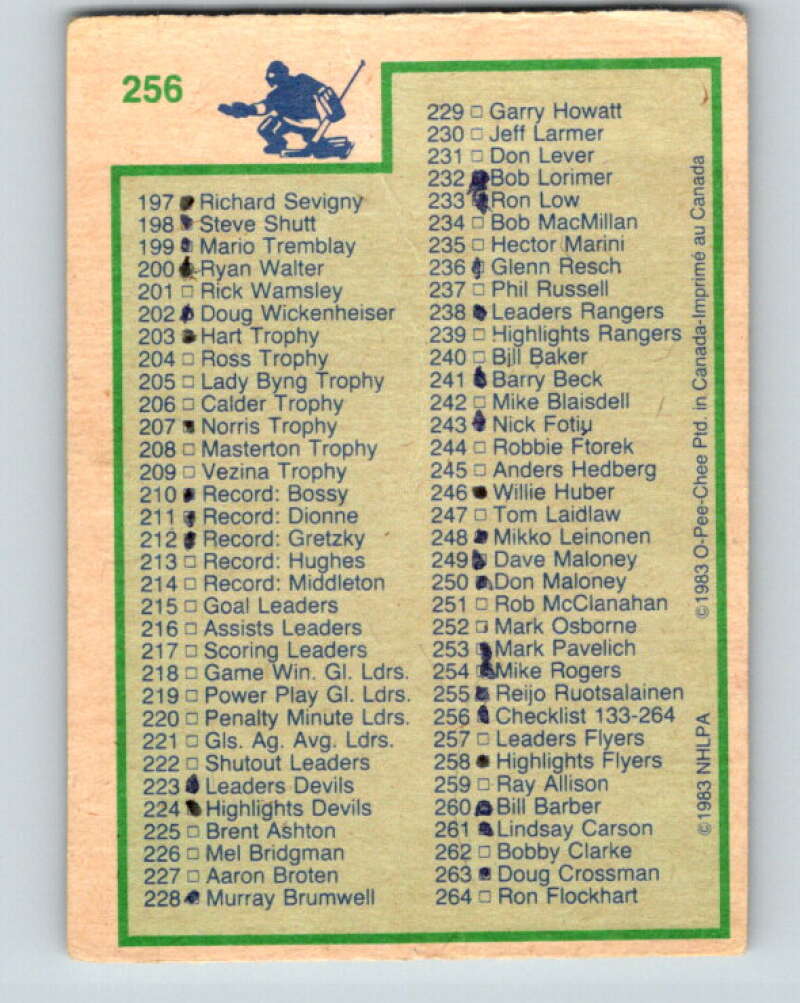 256
197 Richard Sevigny
198 Steve Shutt
199 Mario Tremblay
200 Ryan Walter
201 □ Rick Wamsley
202 Doug Wickenheiser
203 Hart Trophy
204 □ Ross Trophy
205 □ Lady Byng Trophy
206 □ Calder Trophy
207 Norris Trophy
208 □ Masterton Trophy
209 □ Vezina Trophy
210 Record: Bossy
211 Record: Dionne
212 Record: Gretzky
213 □ Record: Hughes
214 □ Record: Middleton
215 □ Goal Leaders
216 □ Assists Leaders
217 □ Scoring Leaders
218 □ Game Win. Gl. Ldrs.
219 □ Power Play Gl. Ldrs.
220 □ Penalty Minute Ldrs.
221 □ Gls. Ag. Avg. Ldrs.
222 □ Shutout Leaders
223 Leaders Devils
224 Highlights Devils
225 □ Brent Ashton
226 □ Mel Bridgman
227 □ Aaron Broten
228 Murray Brumwell
229 □ Garry Howatt
230 □ Jeff Larmer
231 □ Don Lever
232 Bob Lorimer
233 Ron Low
234 □ Bob MacMillan
235 □ Hector Marini
236 Glenn Resch
237 □ Phil Russell
238 Leaders Rangers
239 □ Highlights Rangers
240 □ Bill Baker
241 Barry Beck
242 □ Mike Blaisdell
243 Nick Fotiu
244 □ Robbie Ftorek
245 □ Anders Hedberg
246 Willie Huber
247 □ Tom Laidlaw
248 Mikko Leinonen
249 Dave Maloney
250 Don Maloney
251 □ Rob McClanahan
252 □ Mark Osborne
253 Mark Pavelich
254 Mike Rogers
255 Reijo Ruotsalainen
256 Checklist 133-264
257 □ Leaders Flyers
258 Highlights Flyers
259 □ Ray Allison
260 Bill Barber
261 Lindsay Carson
262 □ Bobby Clarke
263 Doug Crossman
264 □ Ron Flockhart
©1983 NHLPA ©1983 O-Pee-Chee Ptd. in Canada-Imprimé au Canada